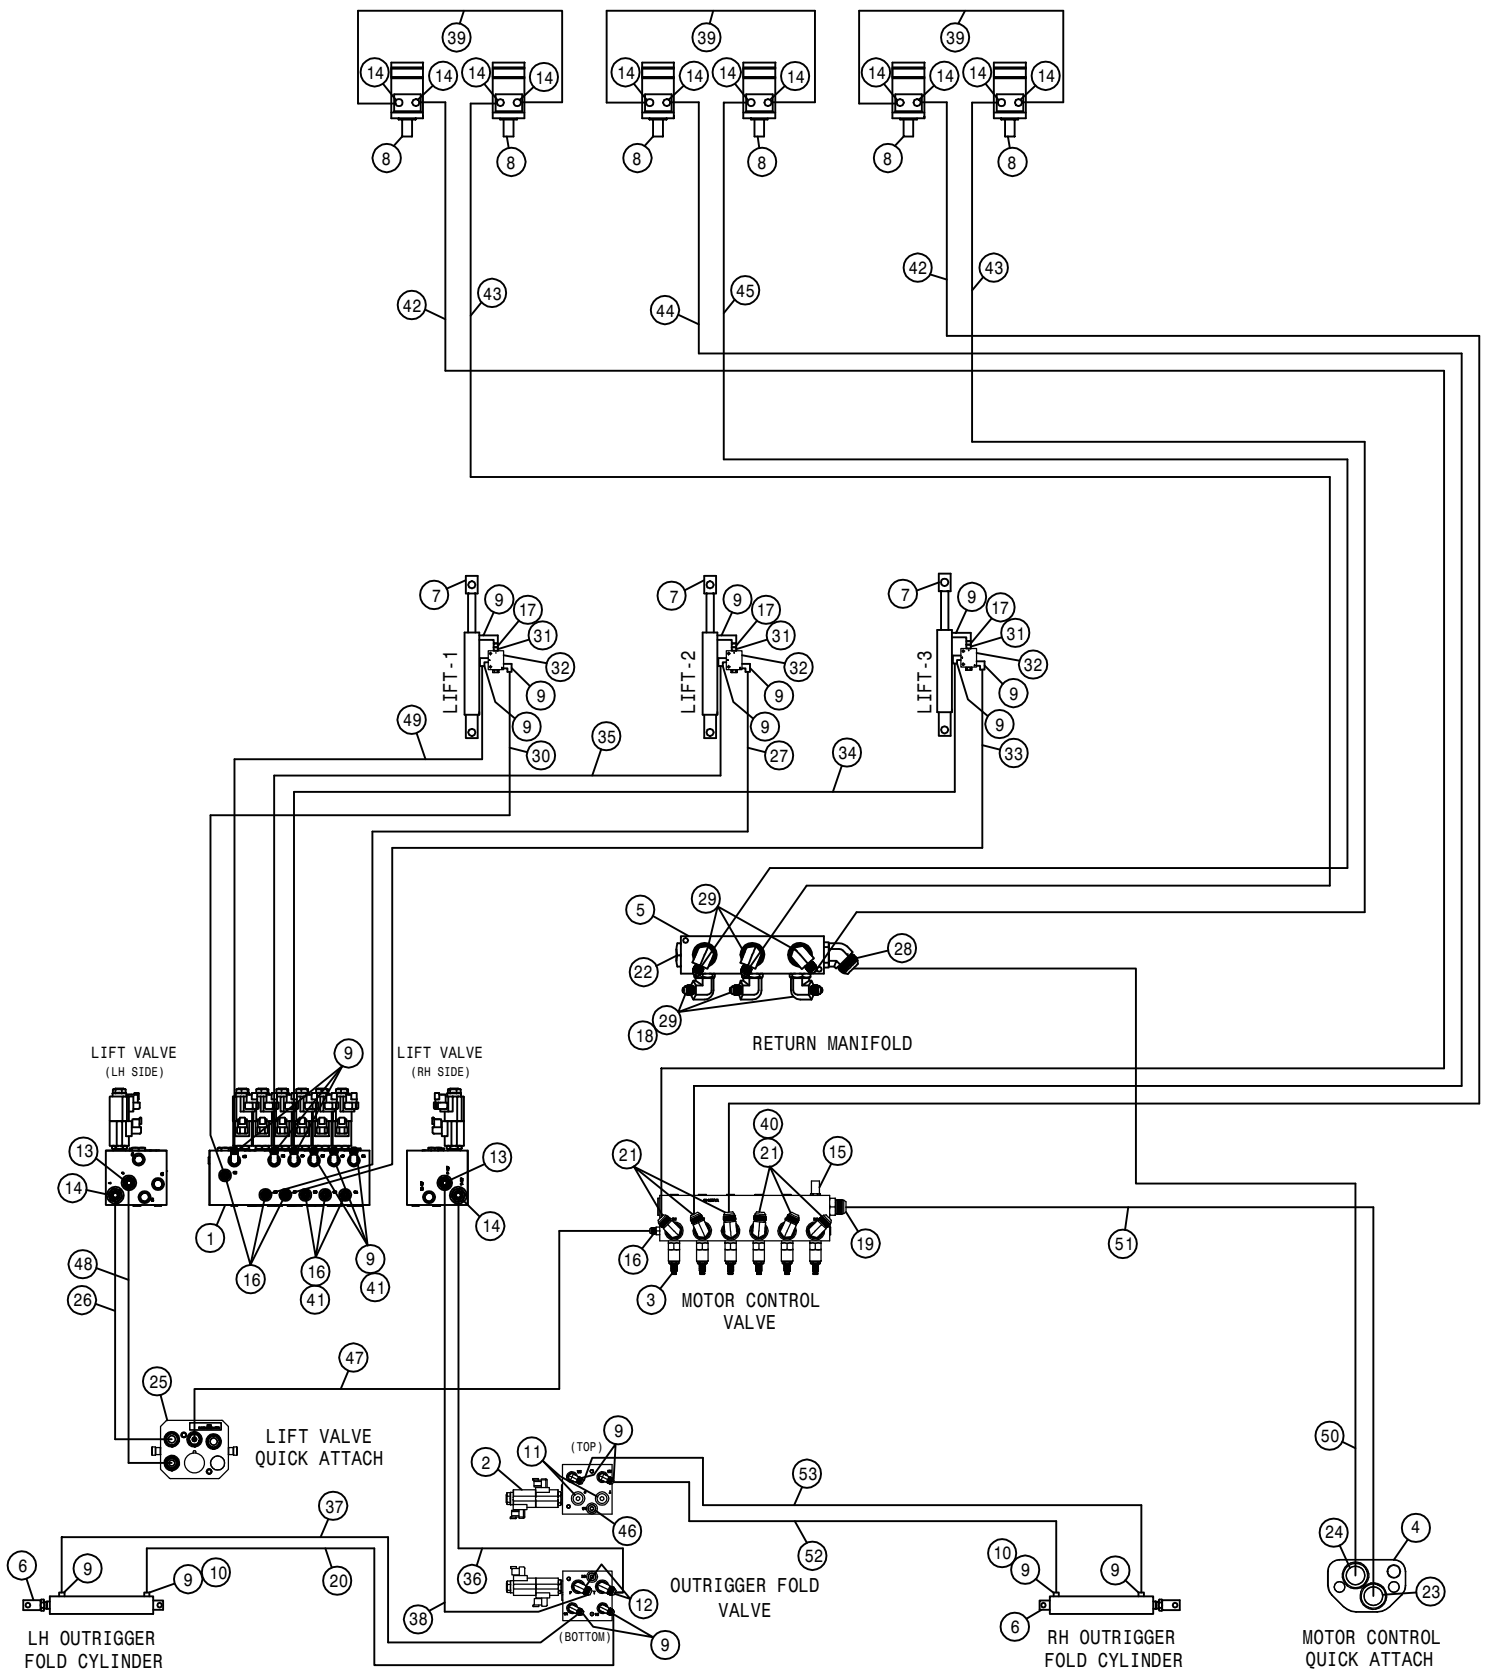 39 39 39
14 14 14 14 14 14 14 14 14 14 14 14
8 8 8 8 8 8
42 43 44 45 42 43
7 9 17 31 32 9 9 30
LIFT-1
7 9 17 31 32 9 9 27
LIFT-2
7 9 17 31 32 9 9 33
LIFT-3
49 35 34
5 29 28
22
18 29
RETURN MANIFOLD
LIFT VALVE
(LH SIDE)
9
LIFT VALVE
(RH SIDE)
13
14
1
16
16
41
9
41
13
14
21
40
21
15
16
19
51
3
MOTOR CONTROL
VALVE
48
26
47
25
LIFT VALVE
QUICK ATTACH
50
2
11
(TOP)
9
46
53
52
37
20
36
38
12
9
(BOTTOM)
OUTRIGGER FOLD
VALVE
6
9
9 10
LH OUTRIGGER
FOLD CYLINDER
10
9
9
6
RH OUTRIGGER
FOLD CYLINDER
24
4
23
MOTOR CONTROL
QUICK ATTACH